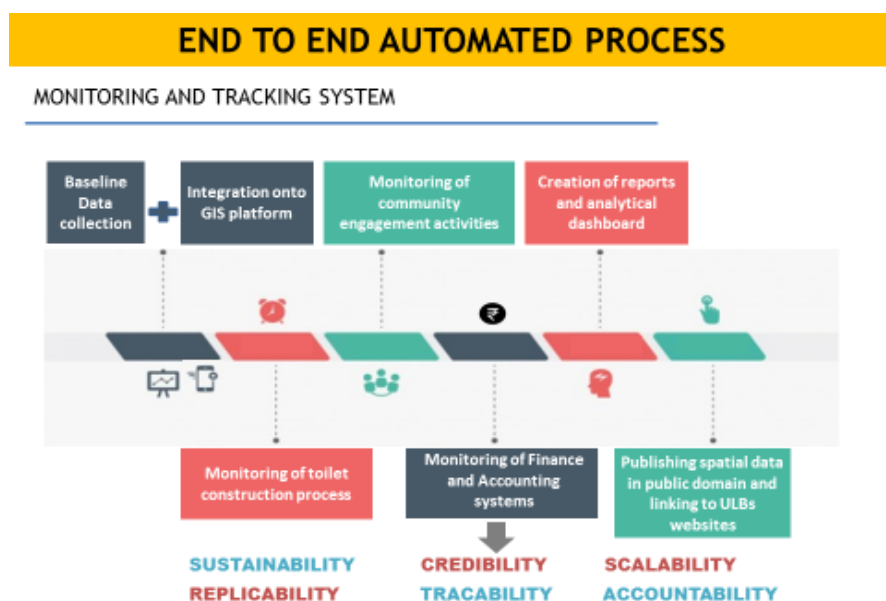 END TO END AUTOMATED PROCESS
MONITORING AND TRACKING SYSTEM
Baseline
Data
collection
Integration onto
GIS platform
Monitoring of
community
engagement activities
Creation of reports
and analytical
dashboard
₹
Monitoring of toilet
construction process
Monitoring of Finance
and Accounting
systems
Publishing spatial data
in public domain and
linking to ULBs
websites
SUSTAINABILITY
CREDIBILITY
SCALABILITY
REPLICABILITY
TRACABILITY
ACCOUNTABILITY